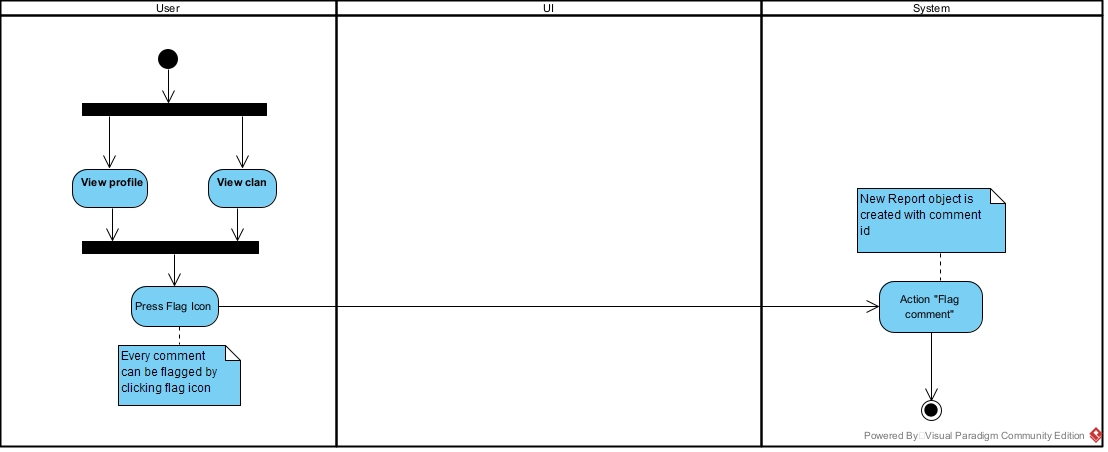 User
UI
System
View profile
View clan
New Report object is
created with comment
id
Press Flag Icon
Action "Flag
comment"
Every comment
can be flagged by
clicking flag icon
Powered By Visual Paradigm Community Edition